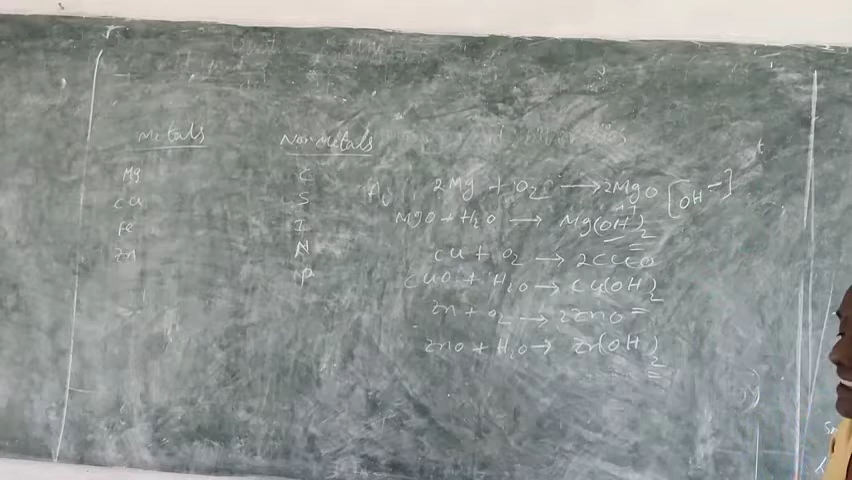 Metals
Mg
cu
Fe
Zn
Non Metals
C
S
I
N
P
2Mg + O2 → 2MgO [OH-]
MgO + H2O → Mg(OH)2
cu + O2 → 2CuO
CuO + H2O → Cu(OH)2
Zn + O2 → 2ZnO
ZnO + H2O → Zn(OH)2